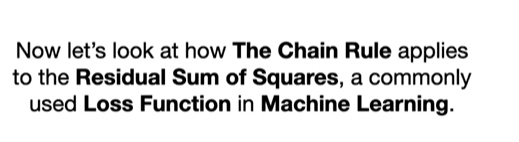 Now let's look at how The Chain Rule applies
to the Residual Sum of Squares, a commonly
used Loss Function in Machine Learning.